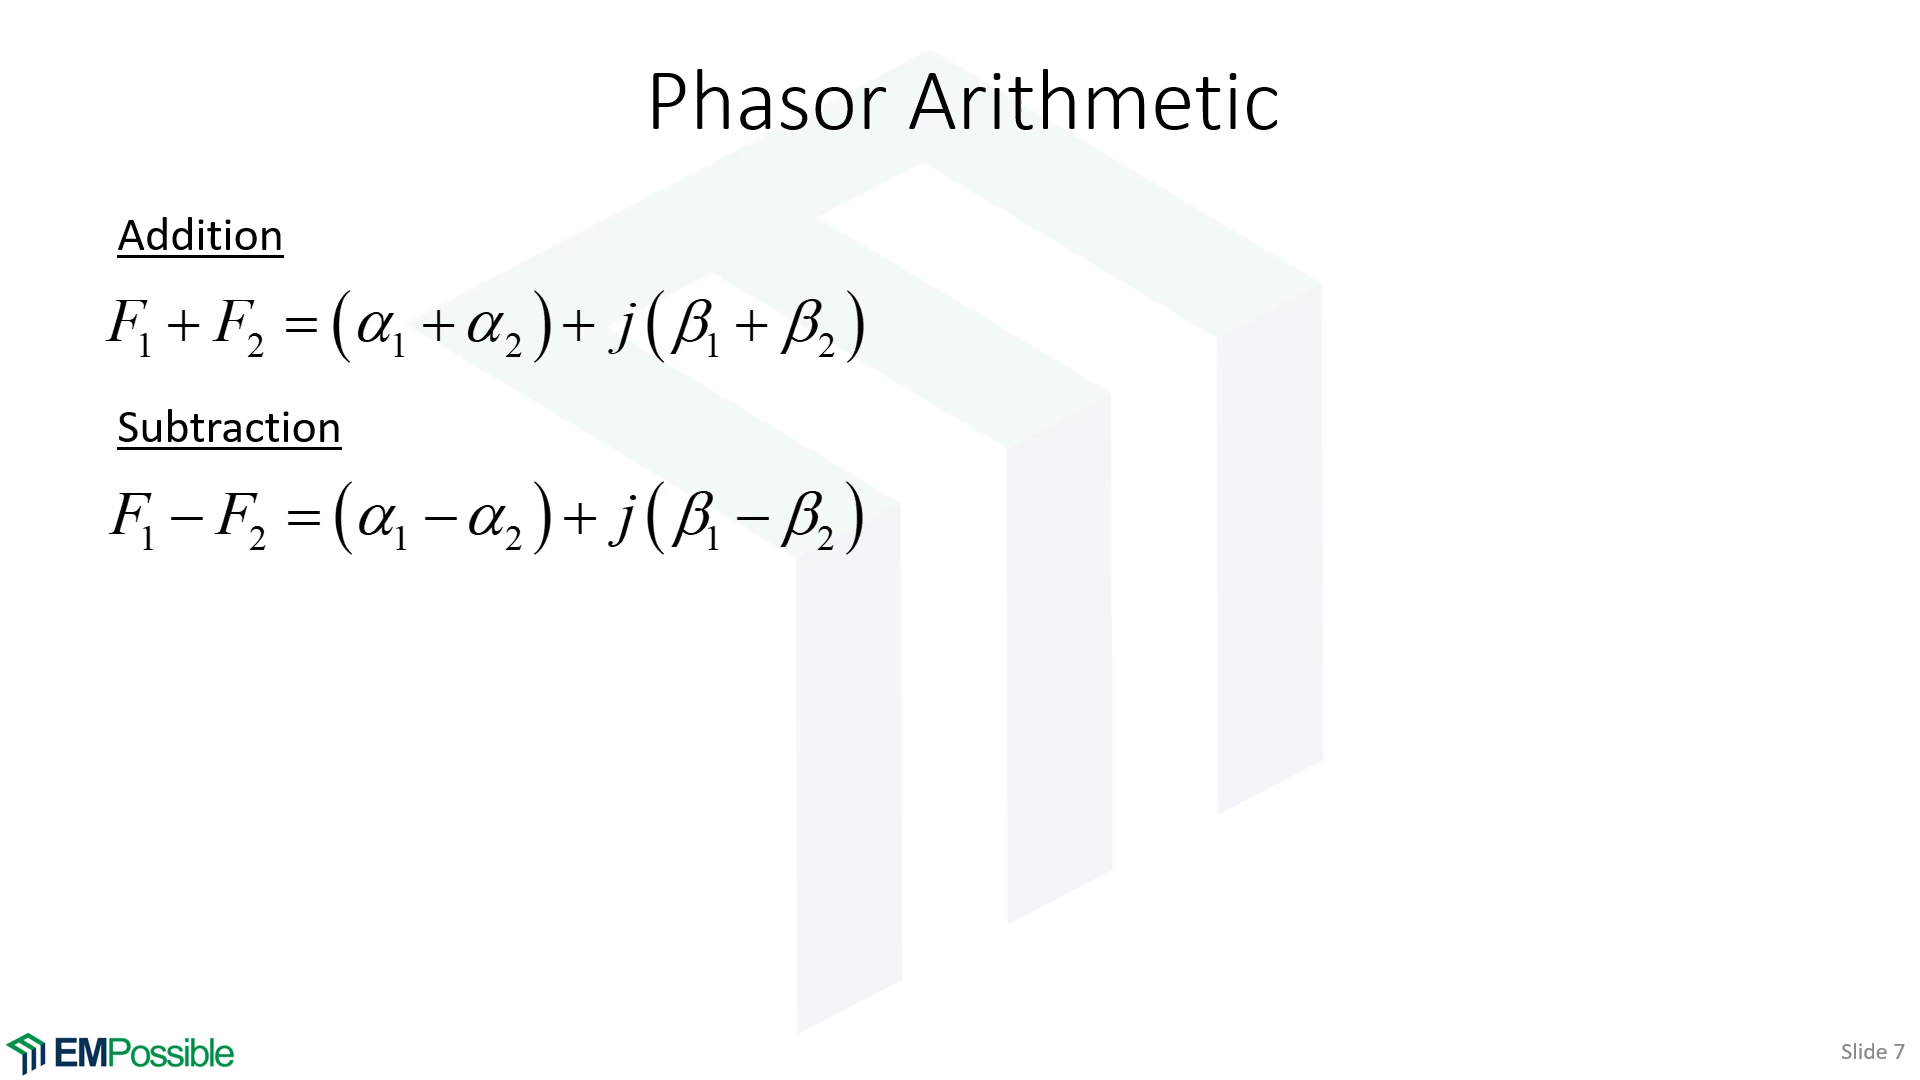 Phasor Arithmetic
Addition
F₁ + F₂ = (α₁ + α₂) + j(β₁ + β₂)
Subtraction
F₁ − F₂ = (α₁ − α₂) + j(β₁ − β₂)
EMPossible
Slide 7